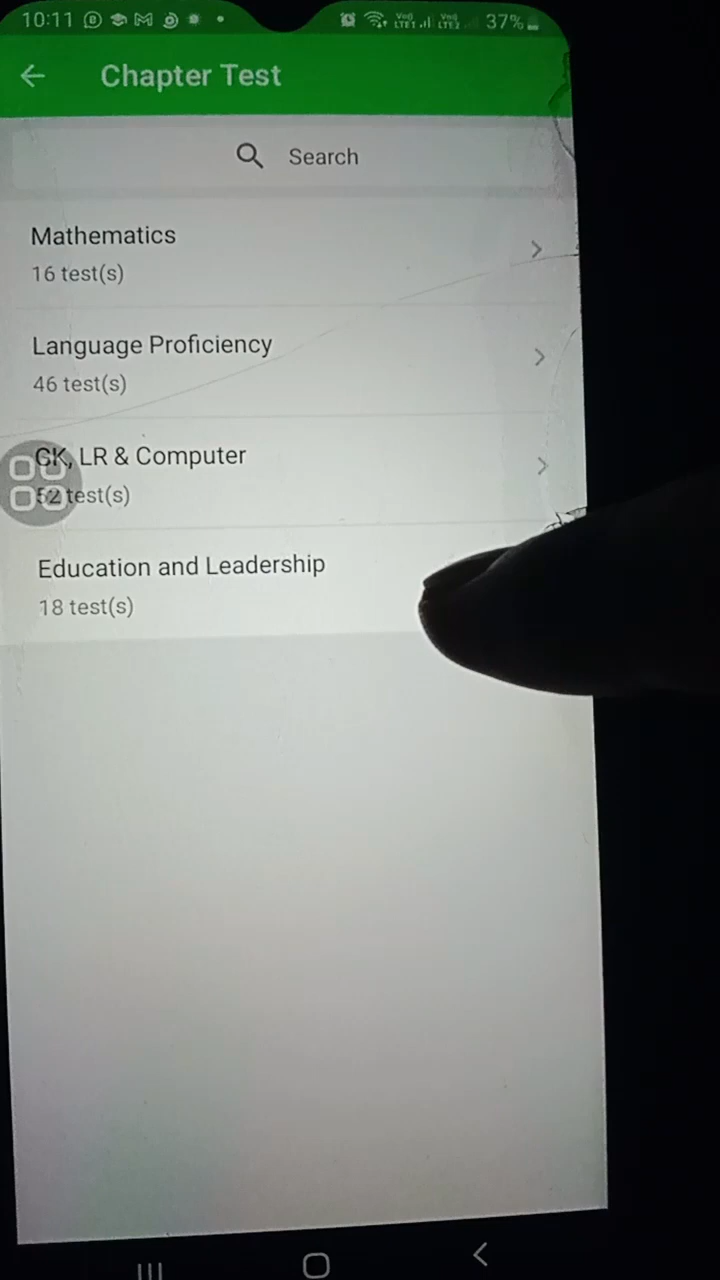 10:11
37%
Chapter Test
Search
Mathematics
16 test(s)
Language Proficiency
46 test(s)
GK, LR & Computer
52 test(s)
Education and Leadership
18 test(s)